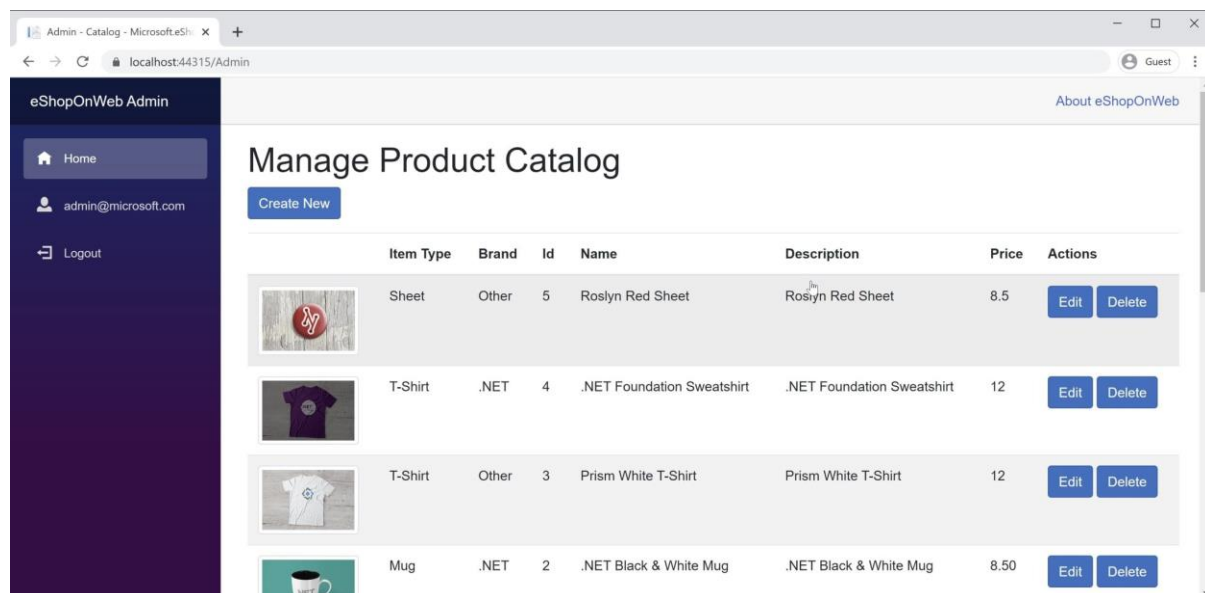 Admin - Catalog - Microsoft.eSh
localhost:44315/Admin
Guest
eShopOnWeb Admin
About eShopOnWeb
Home
admin@microsoft.com
Logout
Manage Product Catalog
Create New
Item Type Brand Id Name Description Price Actions
Sheet Other 5 Roslyn Red Sheet Roslyn Red Sheet 8.5 Edit Delete
T-Shirt .NET 4 .NET Foundation Sweatshirt .NET Foundation Sweatshirt 12 Edit Delete
T-Shirt Other 3 Prism White T-Shirt Prism White T-Shirt 12 Edit Delete
Mug .NET 2 .NET Black & White Mug .NET Black & White Mug 8.50 Edit Delete